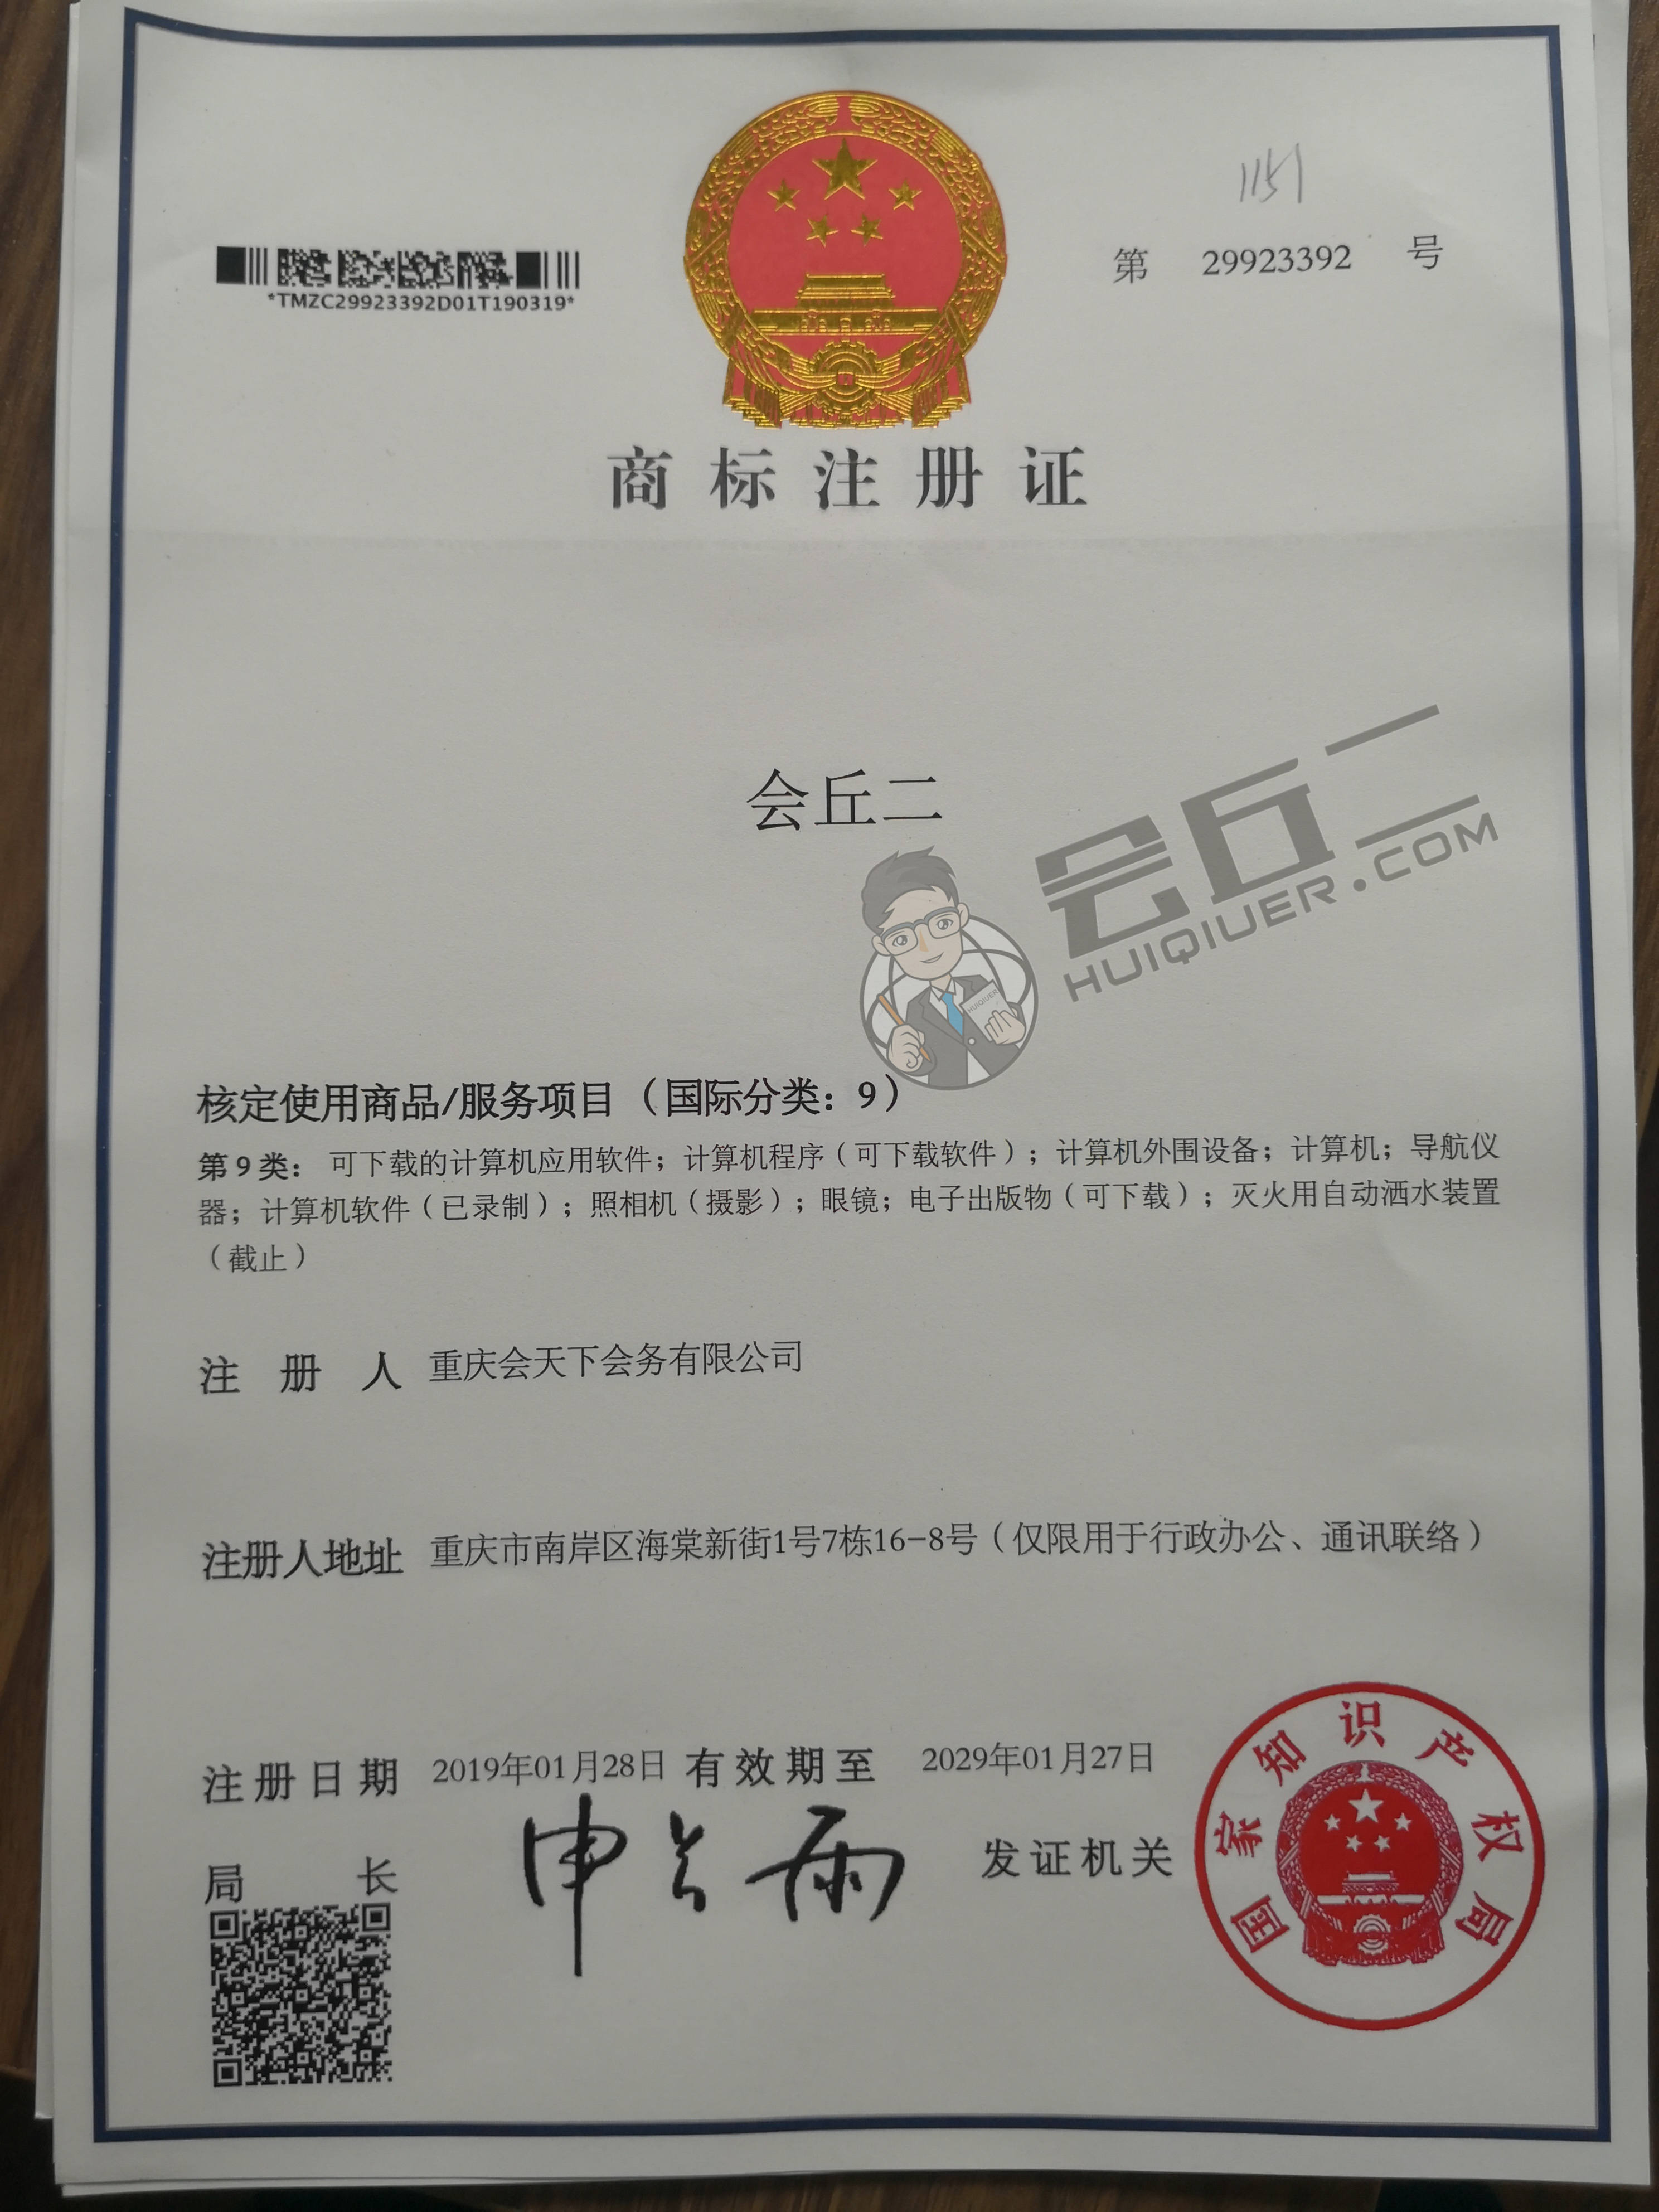 1151
第 29923392 号
*TMZC29923392D01T190319*
商标注册证
会丘二
会丘二
HUIQIUER.COM
HUIQIUER
核定使用商品/服务项目（国际分类：9）
第9类：可下载的计算机应用软件；计算机程序（可下载软件）；计算机外围设备；计算机；导航仪
器；计算机软件（已录制）；照相机（摄影）；眼镜；电子出版物（可下载）；灭火用自动洒水装置
（截止）
注册人 重庆会天下会务有限公司
注册人地址 重庆市南岸区海棠新街1号7栋16-8号（仅限用于行政办公、通讯联络）
注册日期 2019年01月28日 有效期至 2029年01月27日
局长 申长雨 发证机关
国家知识产权局